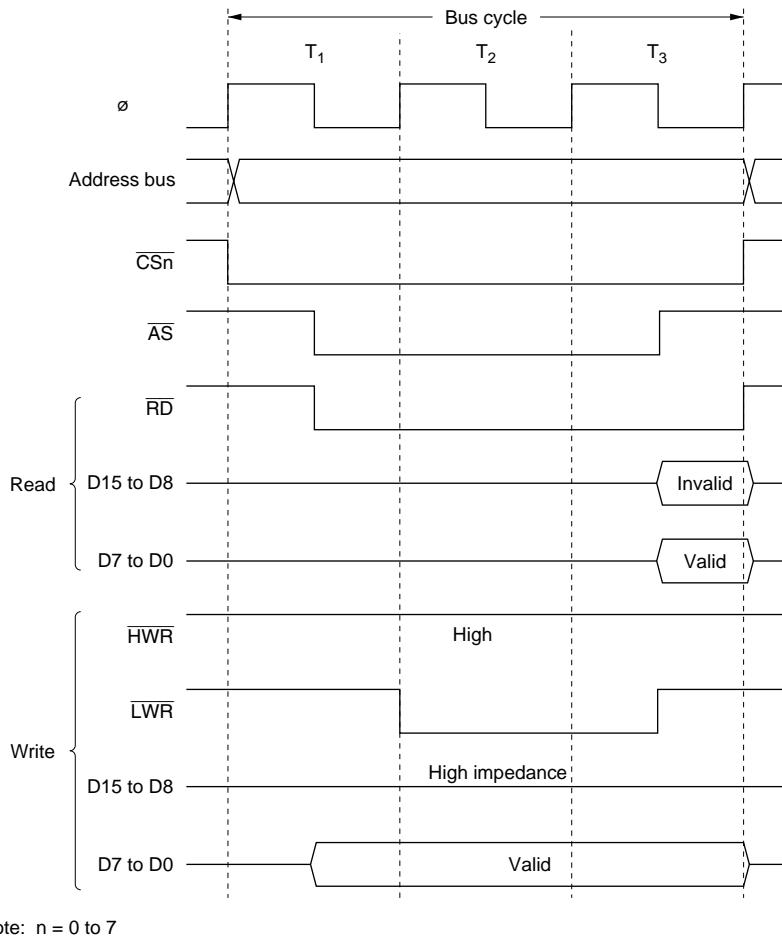 Bus cycle
T1 T2 T3
ø
Address bus
CSn
AS
RD
Read
D15 to D8 Invalid
D7 to D0 Valid
HWR High
LWR
Write
D15 to D8 High impedance
D7 to D0 Valid
ote: n = 0 to 7